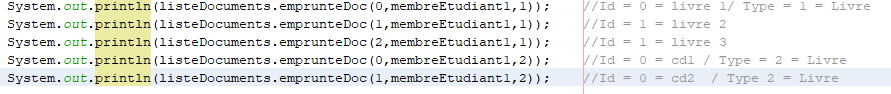 System.out.println(listeDocuments.emprunteDoc(0,membreEtudiant1,1));    //Id = 0 = livre 1/ Type = 1 = Livre
System.out.println(listeDocuments.emprunteDoc(1,membreEtudiant1,1));    //Id = 1 = livre 2
System.out.println(listeDocuments.emprunteDoc(2,membreEtudiant1,1));    //Id = 1 = livre 3
System.out.println(listeDocuments.emprunteDoc(0,membreEtudiant1,2));    //Id = 0 = cd1 / Type = 2 = Livre
System.out.println(listeDocuments.emprunteDoc(1,membreEtudiant1,2));    //Id = 0 = cd2  / Type 2 = Livre